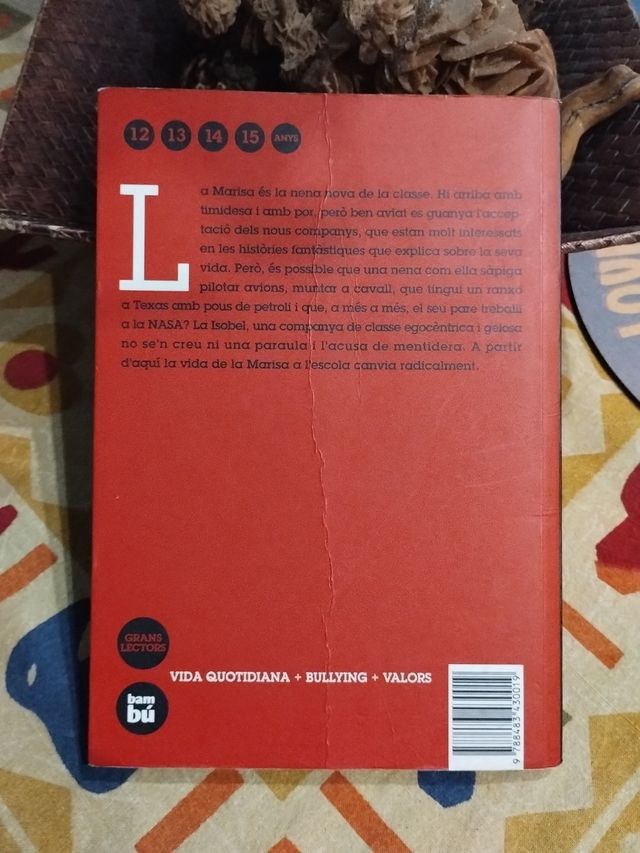 12 13 14 15 ANYS
La Marisa és la nena nova de la classe. Hi arriba amb
timidesa i amb por, però ben aviat es guanya l'accep-
tació dels nous companys, que estan molt interessats
en les històries fantàstiques que explica sobre la seva
vida. Però, és possible que una nena com ella sàpiga
pilotar avions, muntar a cavall, que tingui un ranxo
a Texas amb pous de petroli i que, a més a més, el seu pare treballi
a la NASA? La Isobel, una companya de classe egocèntrica i gelosa
no se'n creu ni una paraula i l'acusa de mentidera. A partir
d'aquí la vida de la Marisa a l'escola canvia radicalment.
GRANS
LECTORS
VIDA QUOTIDIANA + BULLYING + VALORS
bam
bú
9 788483 430019